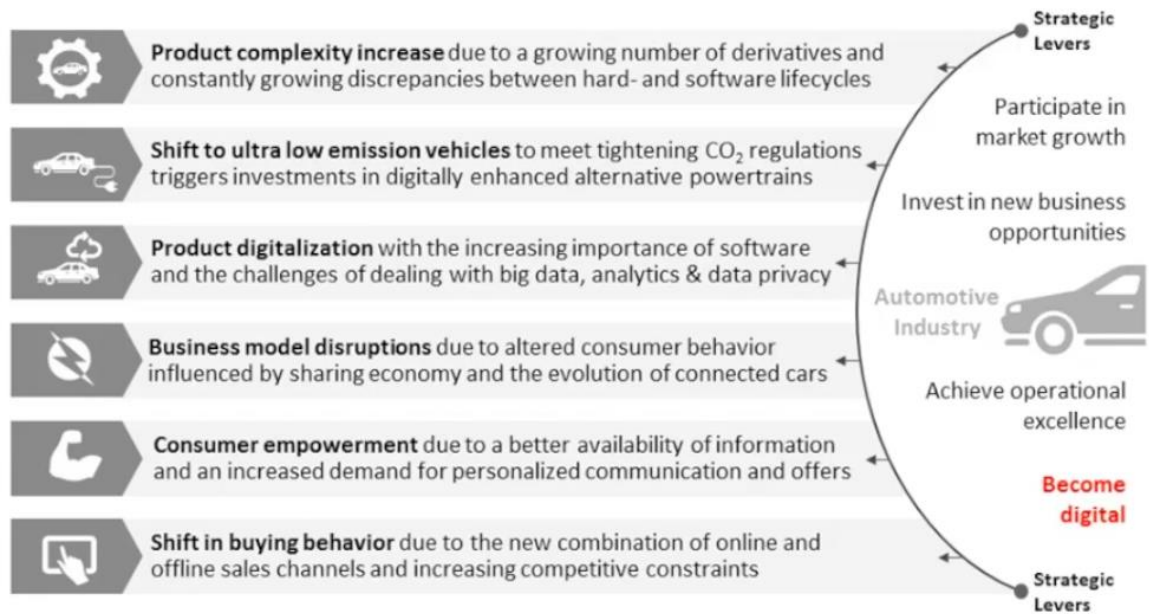 Product complexity increase due to a growing number of derivatives and
constantly growing discrepancies between hard- and software lifecycles
Shift to ultra low emission vehicles to meet tightening CO₂ regulations
triggers investments in digitally enhanced alternative powertrains
Product digitalization with the increasing importance of software
and the challenges of dealing with big data, analytics & data privacy
Business model disruptions due to altered consumer behavior
influenced by sharing economy and the evolution of connected cars
Consumer empowerment due to a better availability of information
and an increased demand for personalized communication and offers
Shift in buying behavior due to the new combination of online and
offline sales channels and increasing competitive constraints
Strategic
Levers
Participate in
market growth
Invest in new business
opportunities
Automotive
Industry
Achieve operational
excellence
Become
digital
Strategic
Levers